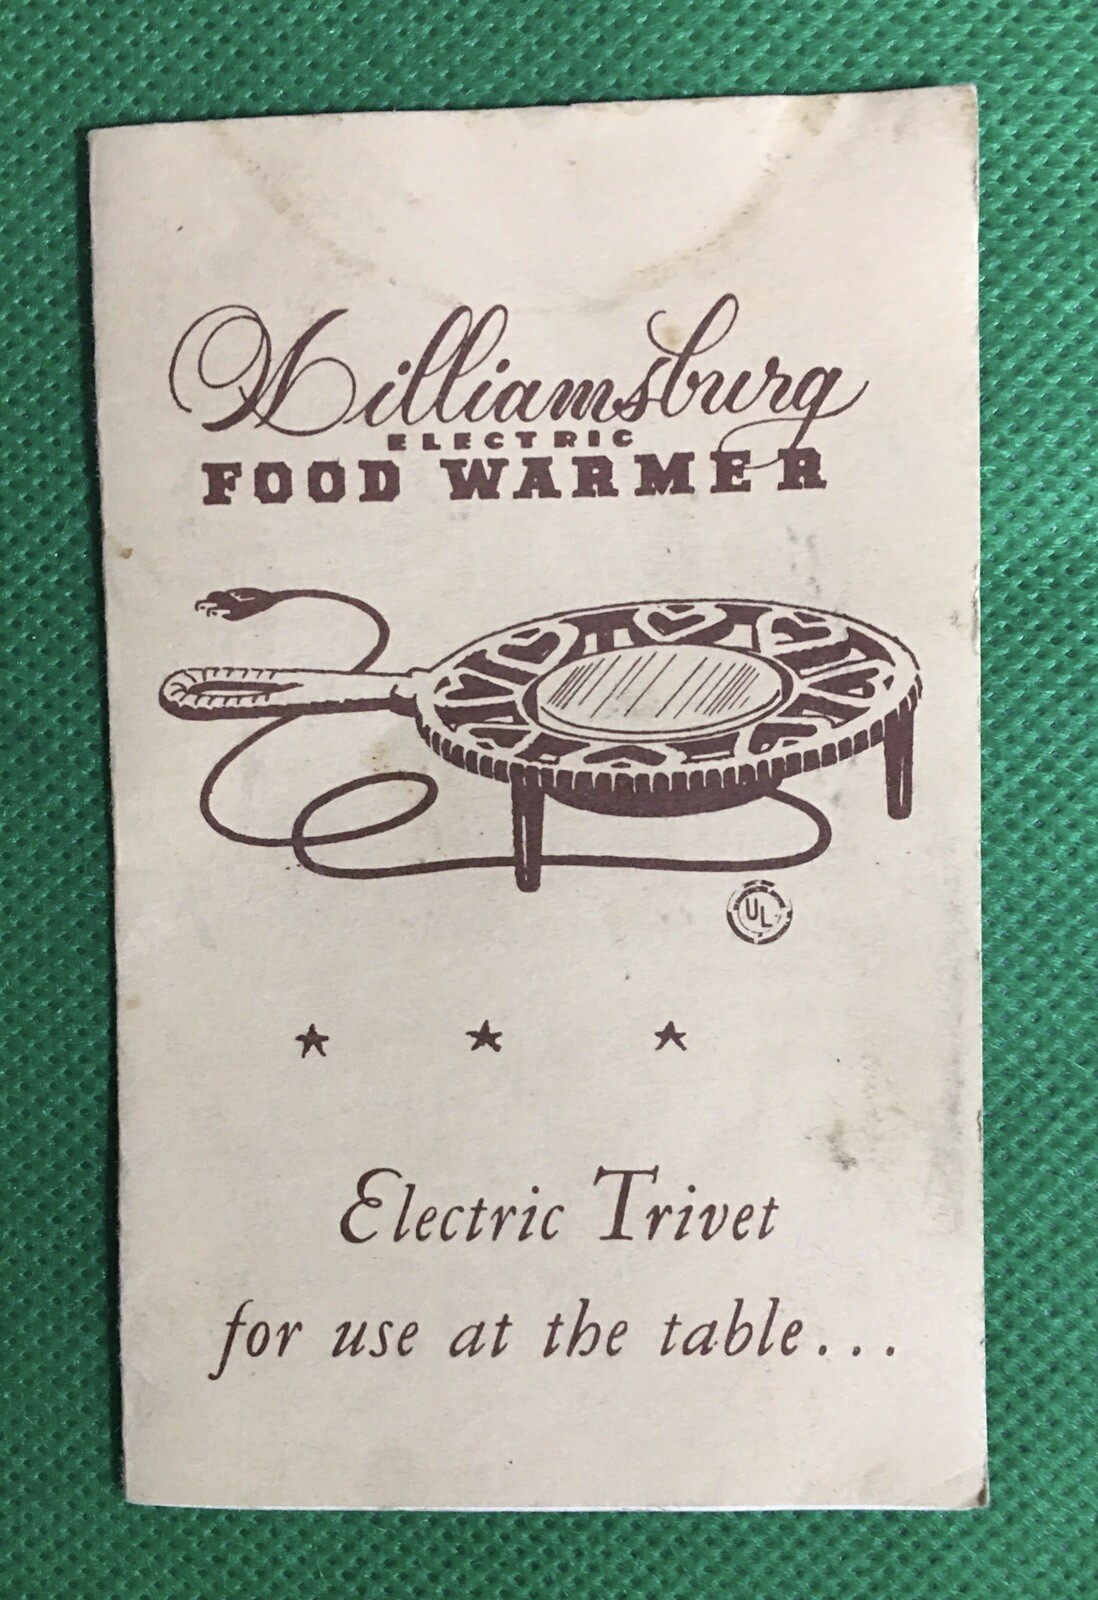 Williamsburg
ELECTRIC
FOOD WARMER
UL
Electric Trivet
for use at the table...